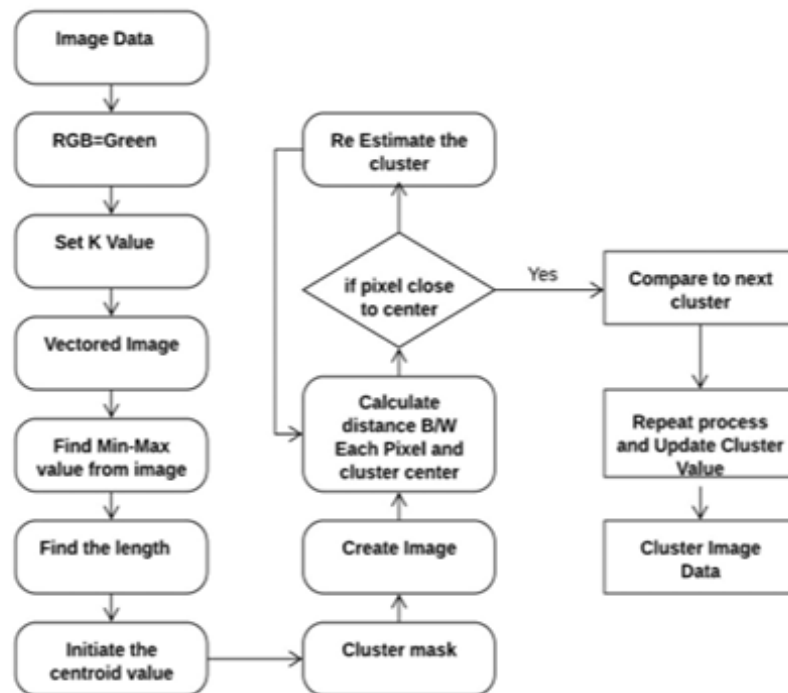 Image Data
RGB=Green
Set K Value
Vectored Image
Find Min-Max
value from image
Find the length
Initiate the
centroid value
Cluster mask
Create Image
Calculate
distance B/W
Each Pixel and
cluster center
if pixel close
to center
Re Estimate the
cluster
Yes
Compare to next
cluster
Repeat process
and Update Cluster
Value
Cluster Image
Data